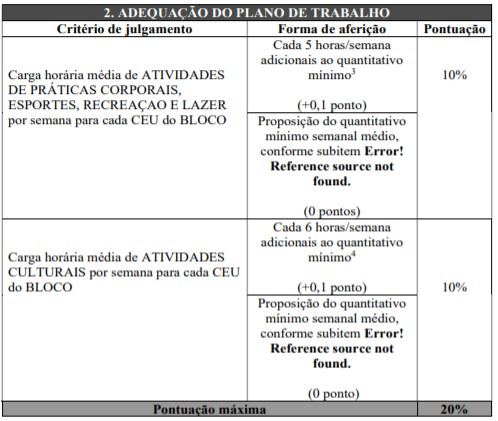 2. ADEQUAÇÃO DO PLANO DE TRABALHO
Critério de julgamento Forma de aferição Pontuação
Carga horária média de ATIVIDADES
DE PRÁTICAS CORPORAIS,
ESPORTES, RECREAÇAO E LAZER
por semana para cada CEU do BLOCO
Cada 5 horas/semana
adicionais ao quantitativo
mínimo³
(+0,1 ponto)
10%
Proposição do quantitativo
mínimo semanal médio,
conforme subitem Error!
Reference source not
found.
(0 pontos)
Carga horária média de ATIVIDADES
CULTURAIS por semana para cada CEU
do BLOCO
Cada 6 horas/semana
adicionais ao quantitativo
mínimo⁴
(+0,1 ponto)
10%
Proposição do quantitativo
mínimo semanal médio,
conforme subitem Error!
Reference source not
found.
(0 ponto)
Pontuação máxima 20%